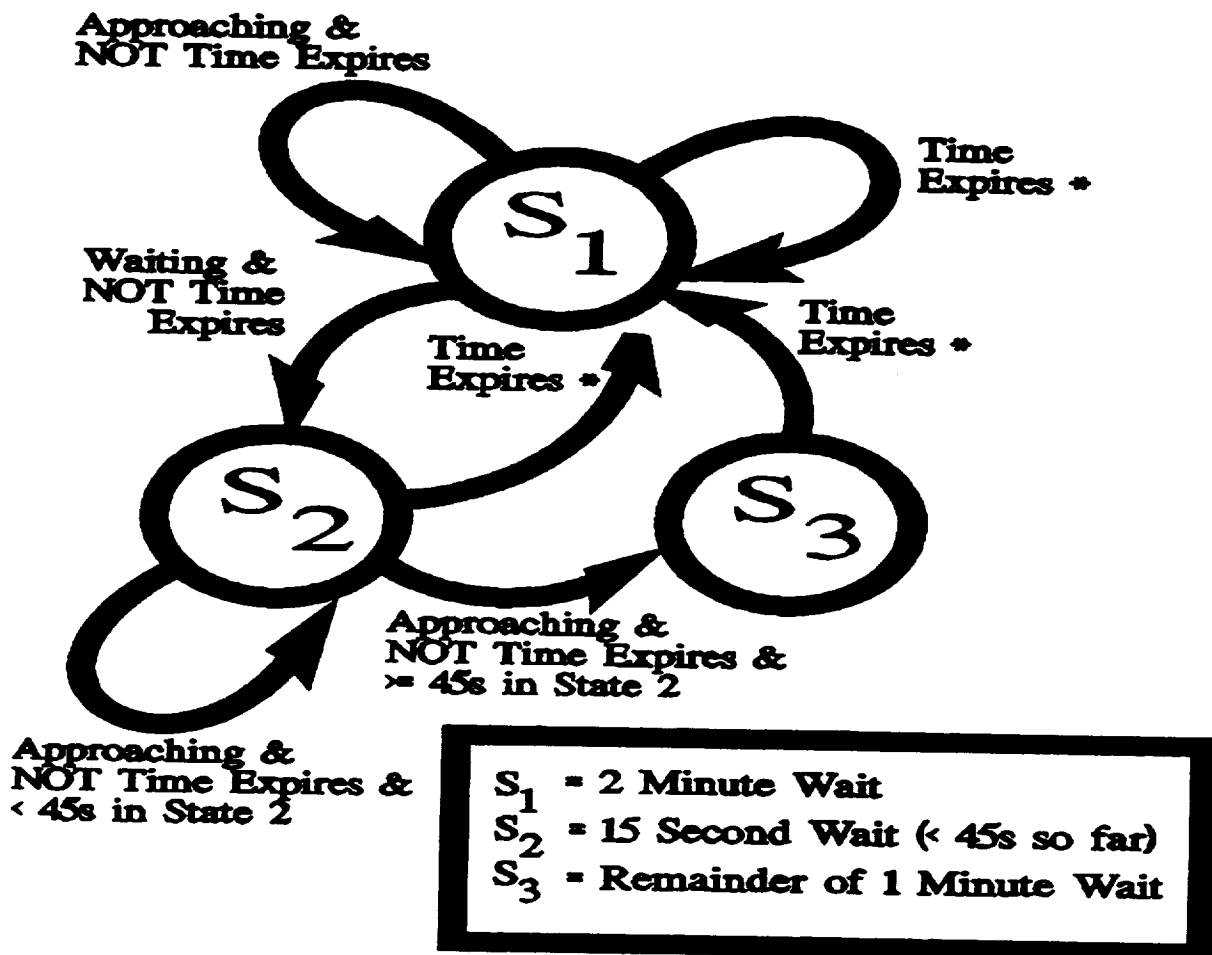 Approaching &
NOT Time Expires
Time
Expires *
S1
Waiting &
NOT Time
Expires
Time
Expires *
Time
Expires *
S2
S3
Approaching &
NOT Time Expires &
>= 45s in State 2
Approaching &
NOT Time Expires &
< 45s in State 2
S1 = 2 Minute Wait
S2 = 15 Second Wait (< 45s so far)
S3 = Remainder of 1 Minute Wait